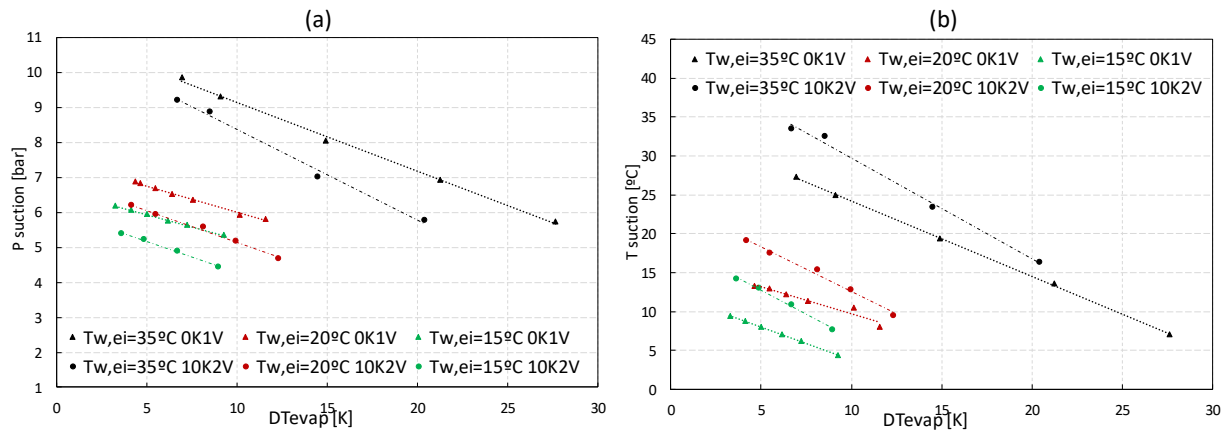 (a)
11
10
9
8
7
6
5
4
3
2
1
P suction [bar]
Tw,ei=35ºC 0K1V Tw,ei=20ºC 0K1V Tw,ei=15ºC 0K1V
Tw,ei=35ºC 10K2V Tw,ei=20ºC 10K2V Tw,ei=15ºC 10K2V
0 5 10 15 20 25 30
DTevap [K]
(b)
45
40
35
30
25
20
15
10
5
0
T suction [ºC]
Tw,ei=35ºC 0K1V Tw,ei=20ºC 0K1V Tw,ei=15ºC 0K1V
Tw,ei=35ºC 10K2V Tw,ei=20ºC 10K2V Tw,ei=15ºC 10K2V
0 5 10 15 20 25 30
DTevap [K]